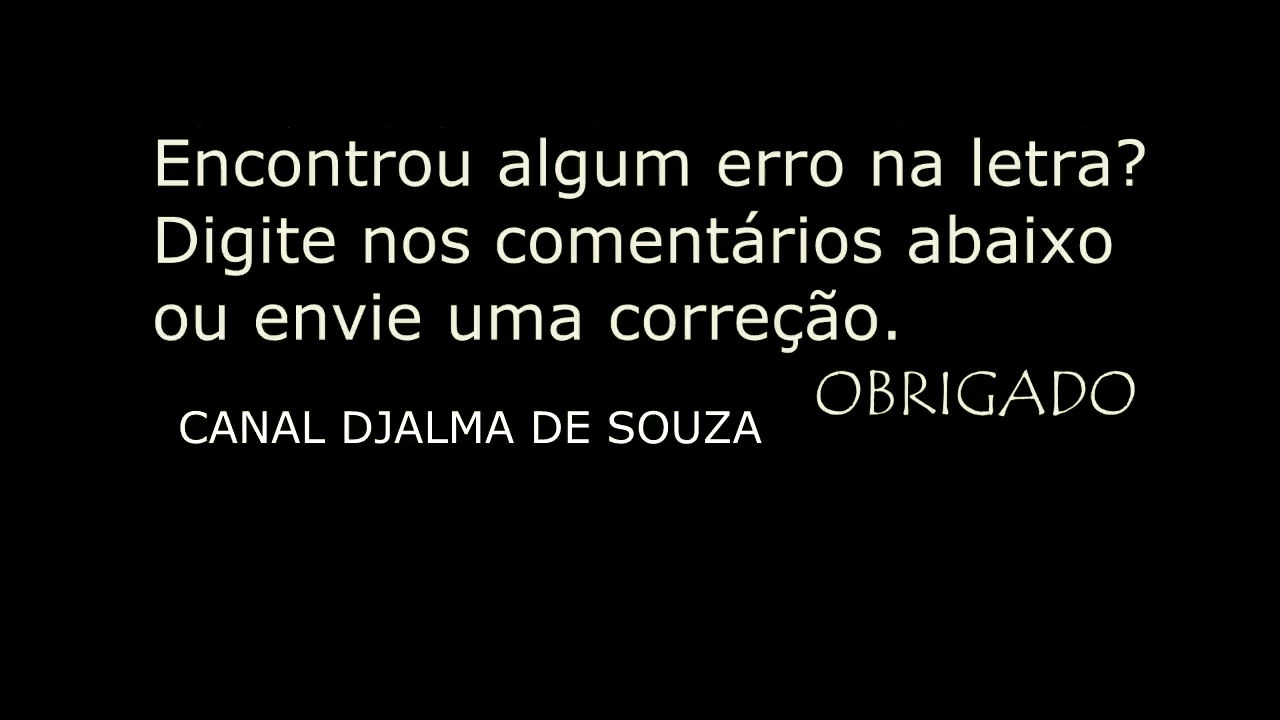 Encontrou algum erro na letra?
Digite nos comentários abaixo
ou envie uma correção.
OBRIGADO
CANAL DJALMA DE SOUZA